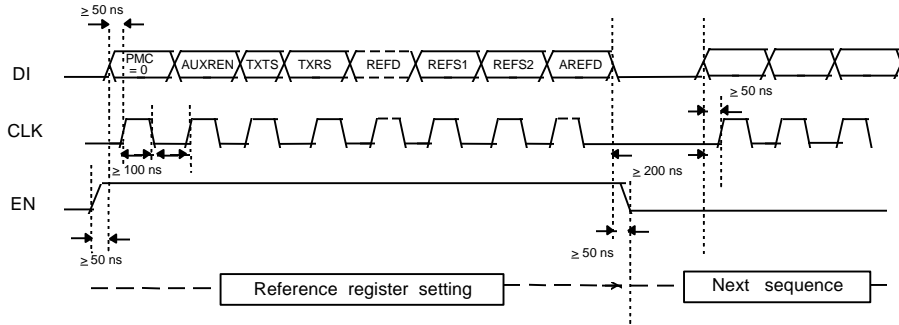 ≥ 50 ns
DI
PMC = 0 AUXREN TXTS TXRS REFD REFS1 REFS2 AREFD
≥ 50 ns
CLK
≥ 100 ns
≥ 200 ns
EN
≥ 50 ns
≥ 50 ns
Reference register setting
Next sequence